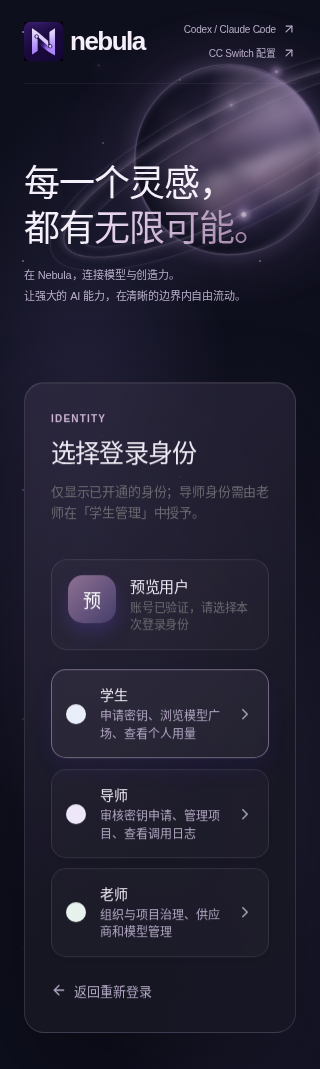 nebula
Codex / Claude Code
CC Switch 配置
每一个灵感，
都有无限可能。
在 Nebula，连接模型与创造力。
让强大的 AI 能力，在清晰的边界内自由流动。
IDENTITY
选择登录身份
仅显示已开通的身份；导师身份需由老
师在「学生管理」中授予。
预
预览用户
账号已验证，请选择本
次登录身份
学生
申请密钥、浏览模型广
场、查看个人用量
导师
审核密钥申请、管理项
目、查看调用日志
老师
组织与项目治理、供应
商和模型管理
返回重新登录